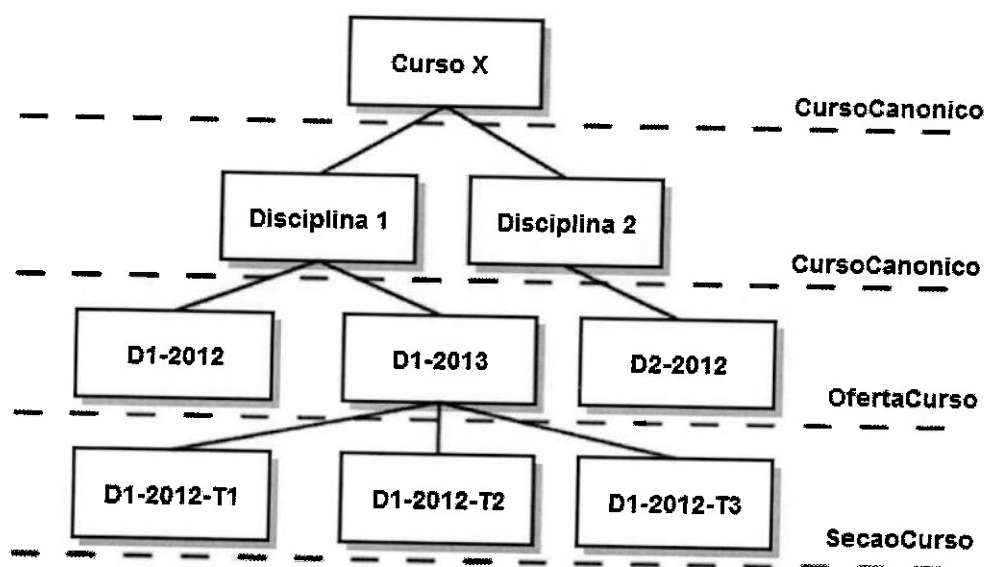 Curso X
CursoCanonico
Disciplina 1
Disciplina 2
CursoCanonico
D1-2012
D1-2013
D2-2012
OfertaCurso
D1-2012-T1
D1-2012-T2
D1-2012-T3
SecaoCurso